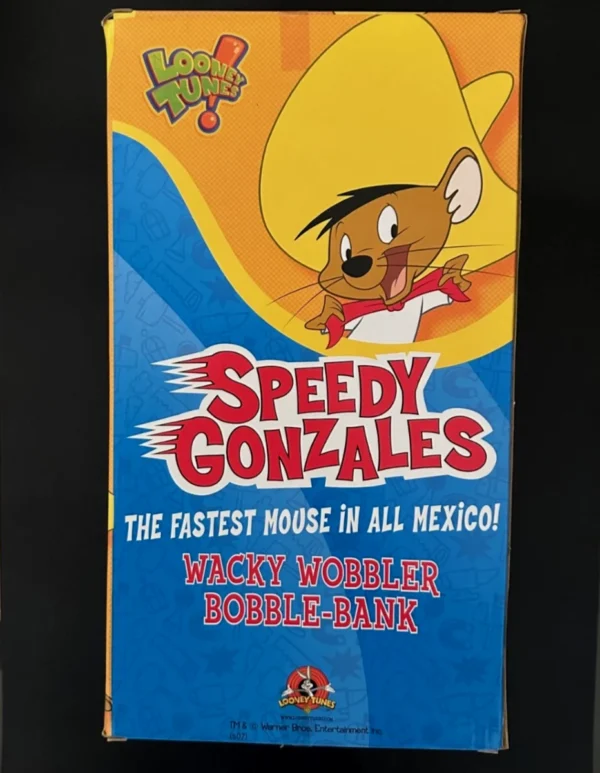 LOONEY
TUNES
SPEEDY
GONZALES
THE FASTEST MOUSE IN ALL MEXICO!
WACKY WOBBLER
BOBBLE-BANK
LOONEY TUNES
TM & © Warner Bros. Entertainment Inc.